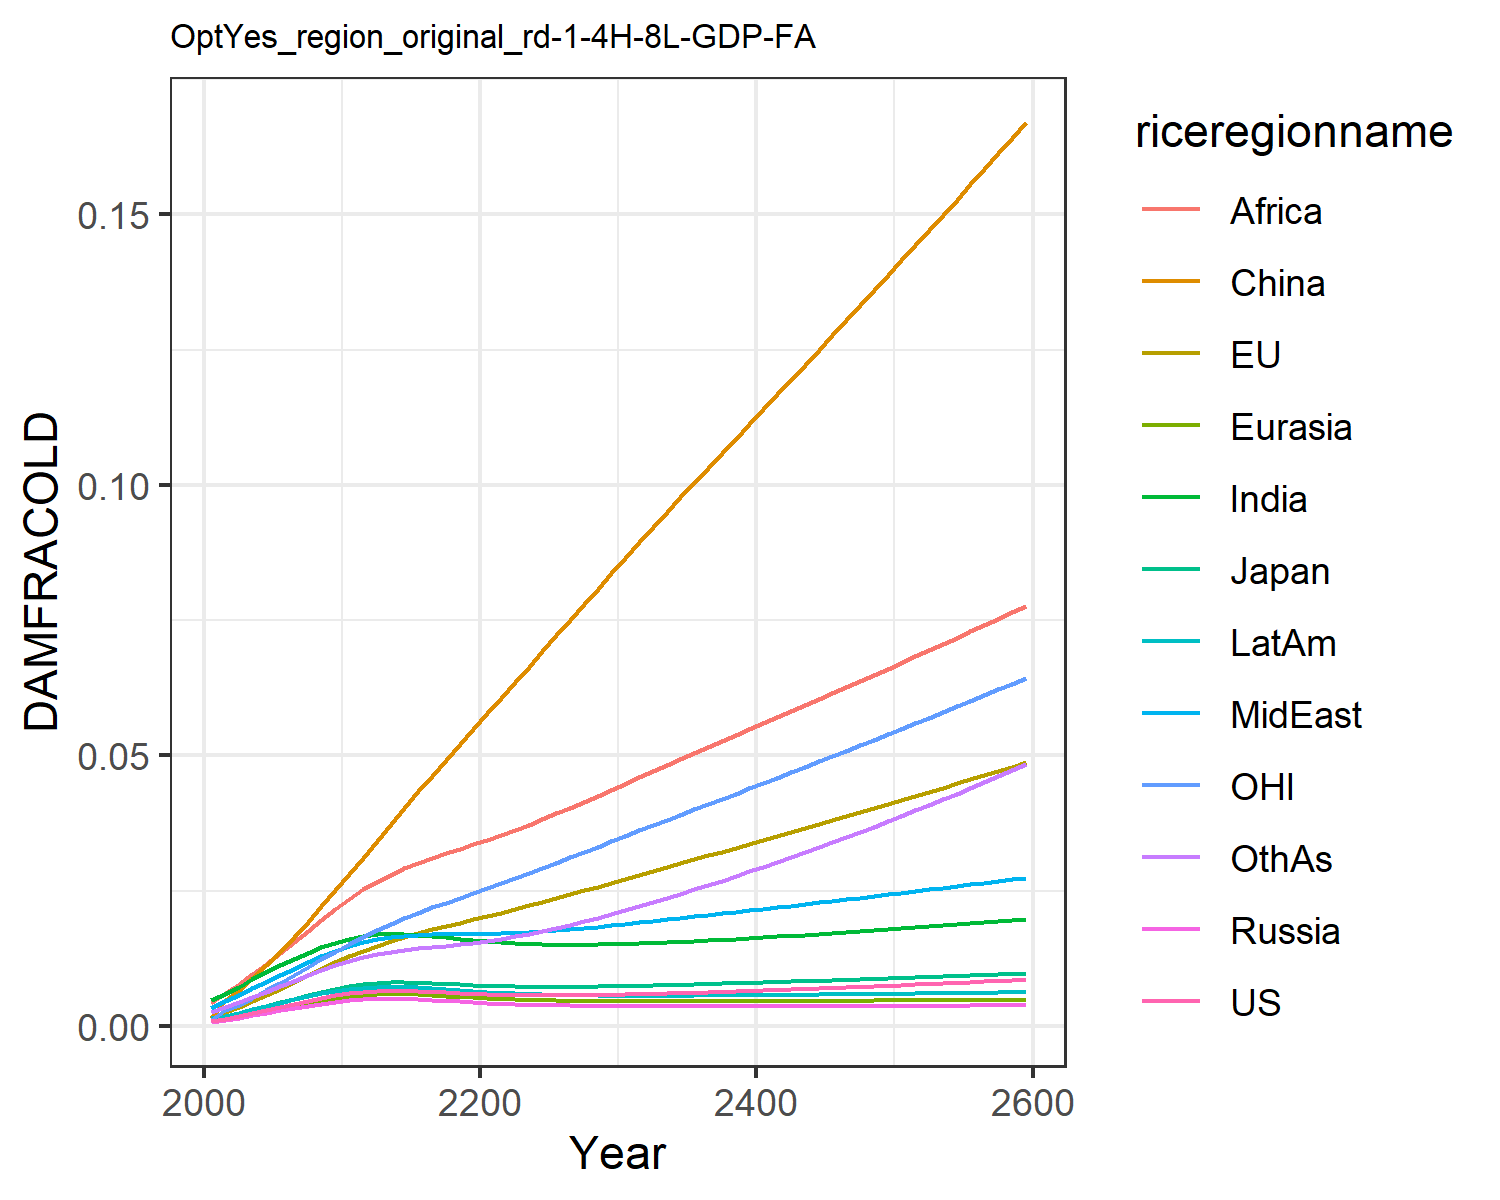 OptYes_region_original_rd-1-4H-8L-GDP-FA
DAMFRACOLD
0.15
0.10
0.05
0.00
2000
2200
2400
2600
Year
riceregionname
Africa
China
EU
Eurasia
India
Japan
LatAm
MidEast
OHI
OthAs
Russia
US